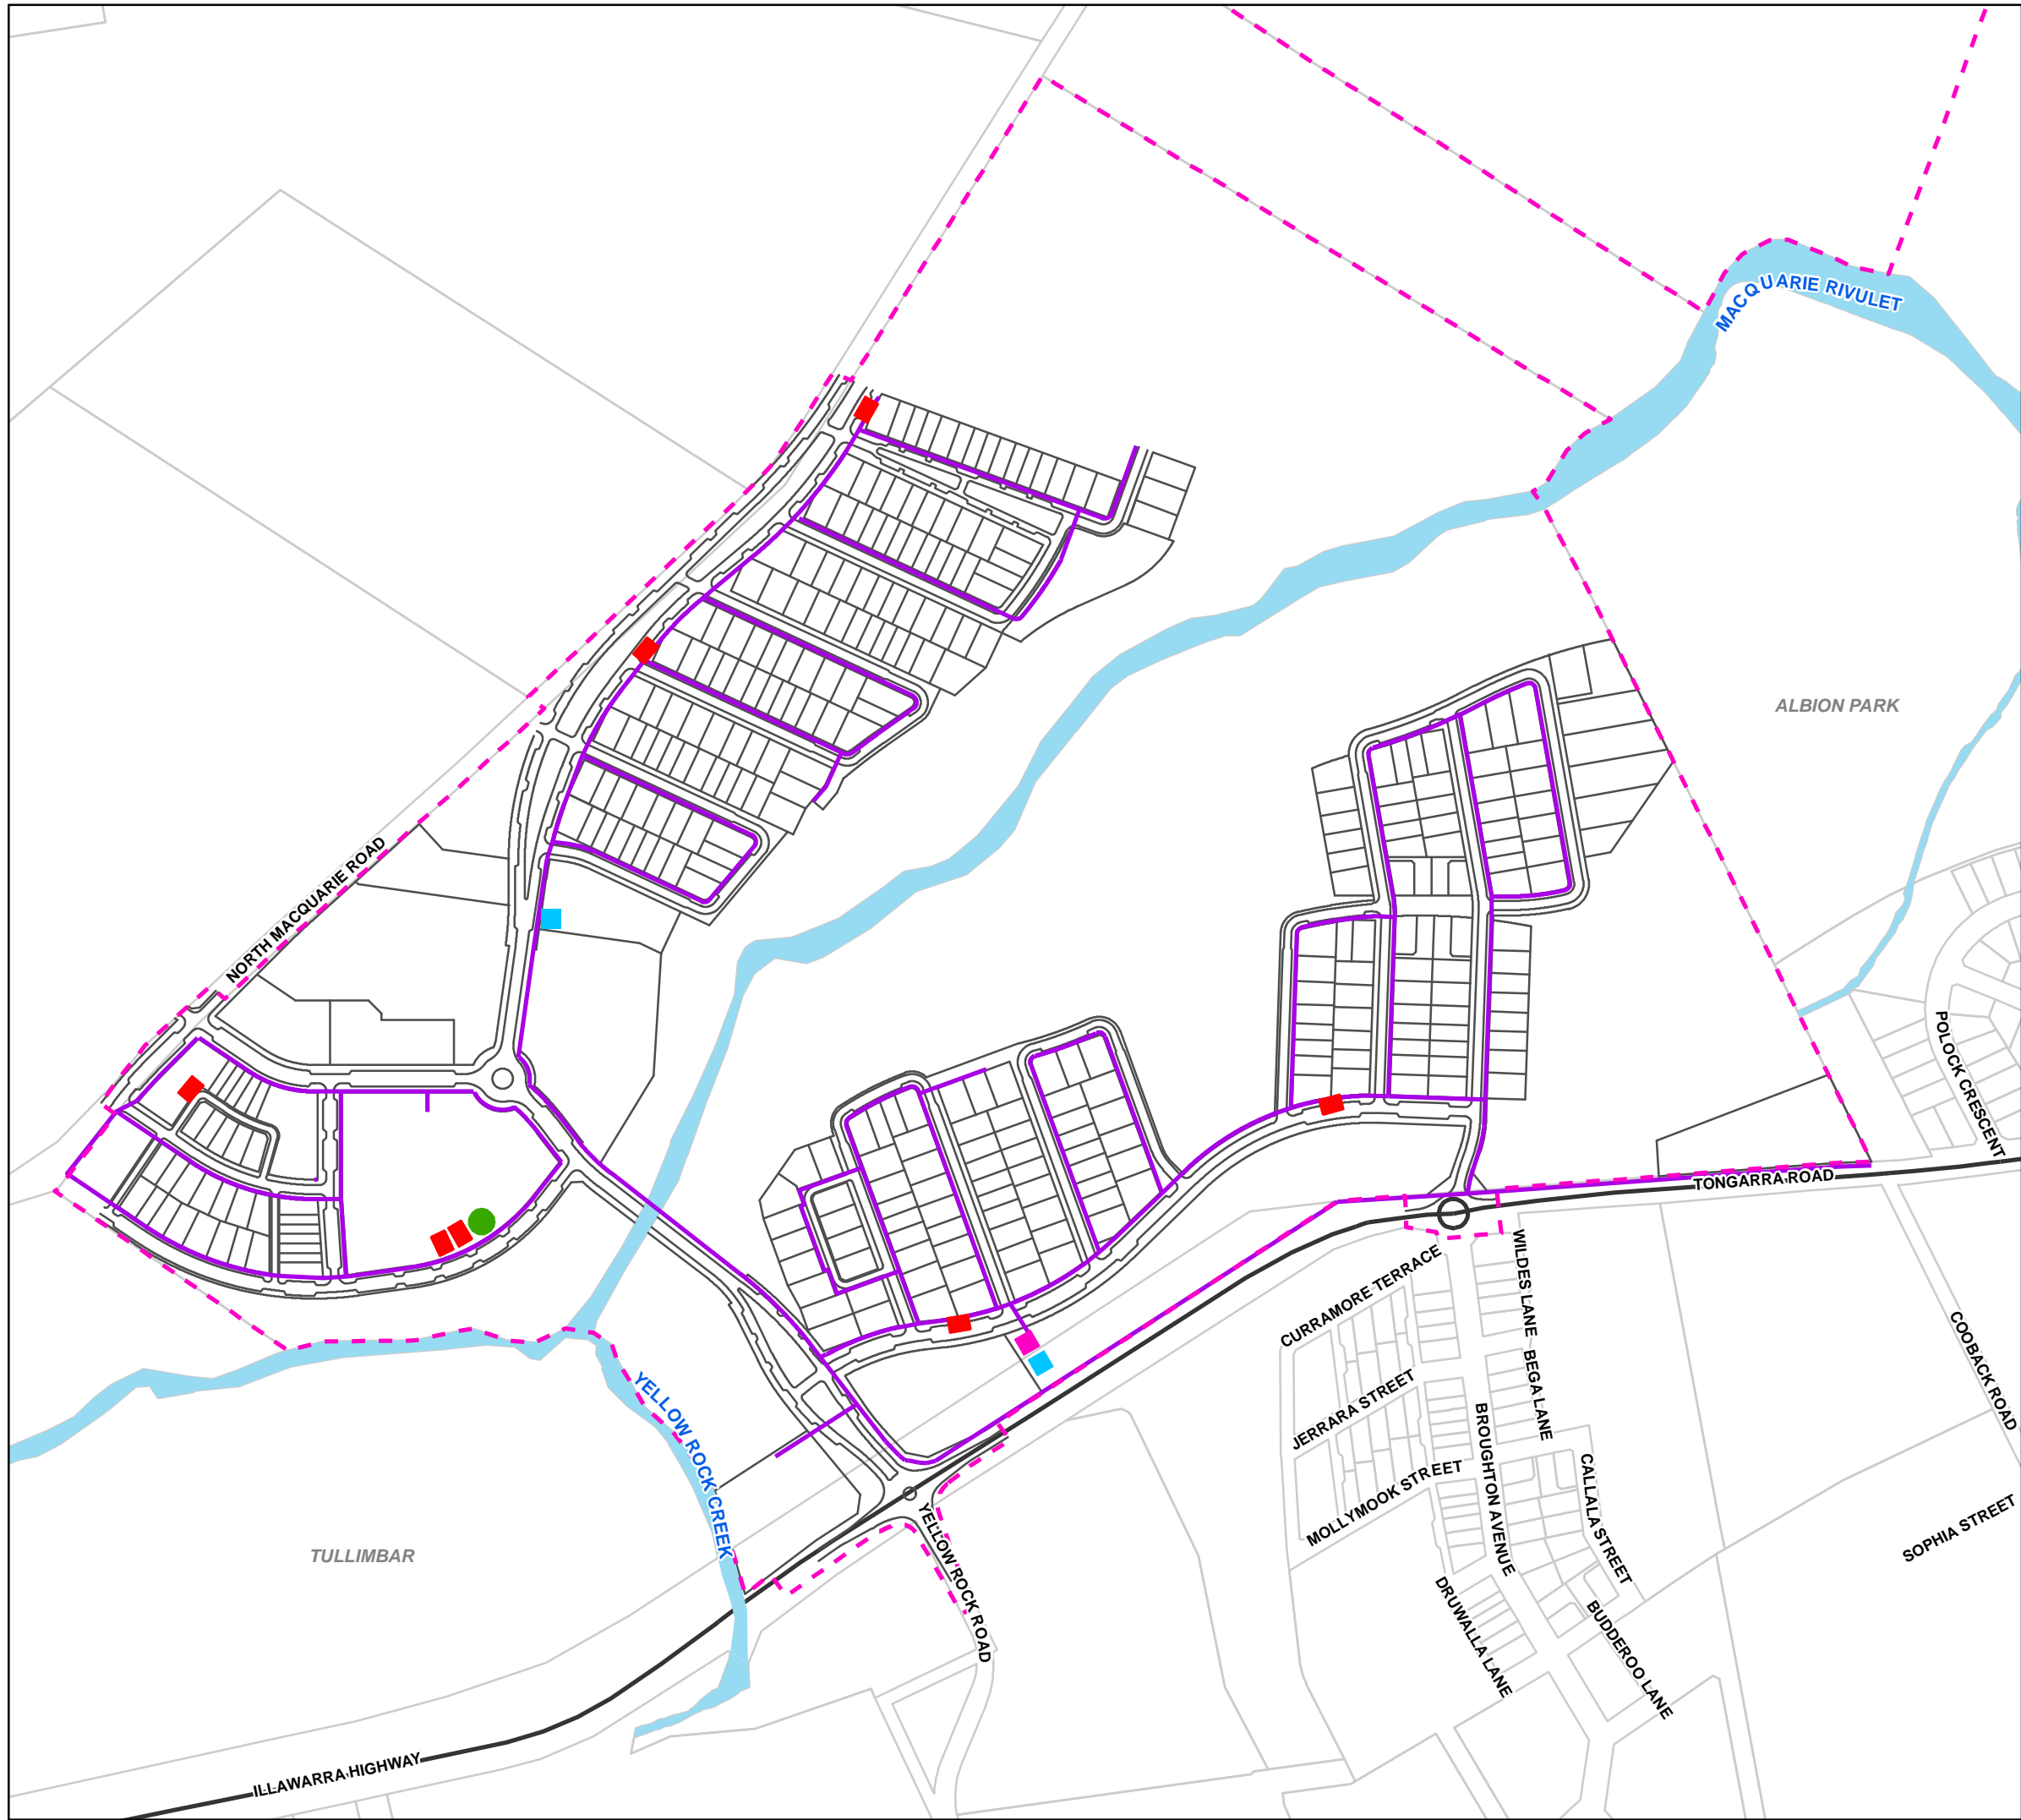 MACQUARIE RIVULET
ALBION PARK
NORTH MACQUARIE ROAD
POLOCK CRESCENT
TONGARRA ROAD
WILDES LANE
CURRAMORE TERRACE
COOBACK ROAD
BEGA LANE
JERRARA STREET
YELLOW ROCK CREEK
BROUGHTON AVENUE
MOLLYMOOK STREET
CALLALA STREET
SOPHIA STREET
TULLIMBAR
YELLOW ROCK ROAD
DRUWALLA LANE
BUDDEROO LANE
ILLAWARRA HIGHWAY